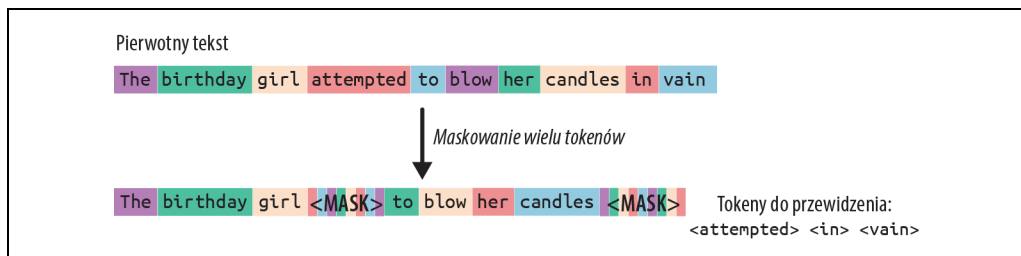 Pierwotny tekst
The birthday girl attempted to blow her candles in vain
Maskowanie wielu tokenów
The birthday girl <MASK> to blow her candles <MASK>
Tokeny do przewidzenia:
<attempted> <in> <vain>